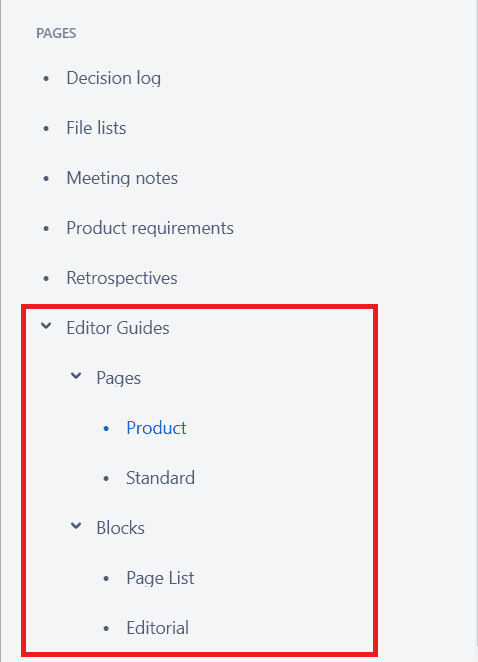 PAGES
Decision log
File lists
Meeting notes
Product requirements
Retrospectives
Editor Guides
Pages
Product
Standard
Blocks
Page List
Editorial